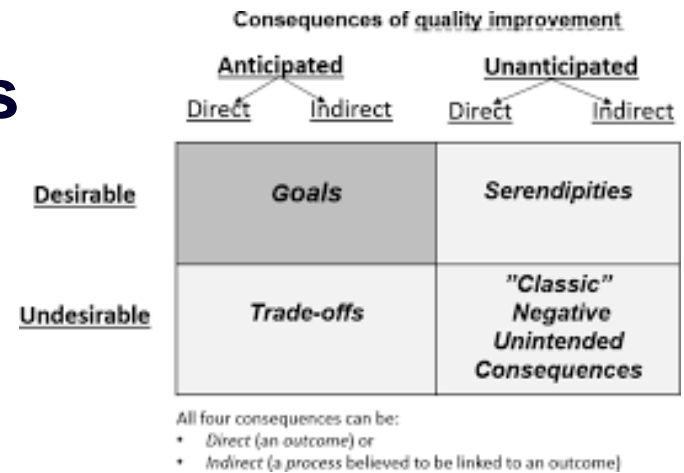 Consequences of quality improvement
s
Anticipated Unanticipated
Direct Indirect Direct Indirect
Desirable Goals Serendipities
Undesirable Trade-offs ”Classic”
Negative
Unintended
Consequences
All four consequences can be:
• Direct (an outcome) or
• Indirect (a process believed to be linked to an outcome)